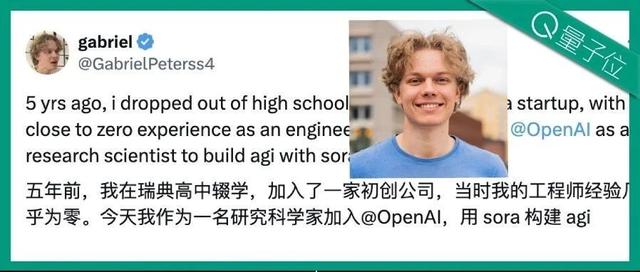 gabriel
量子位
@GabrielPeterss4
5 yrs ago, i dropped out of high school a startup, with
close to zero experience as an enginee @OpenAI as a
research scientist to build agi with sora
五年前，我在瑞典高中辍学，加入了一家初创公司，当时我的工程师经验几
乎为零。今天我作为一名研究科学家加入@OpenAI，用 sora 构建 agi